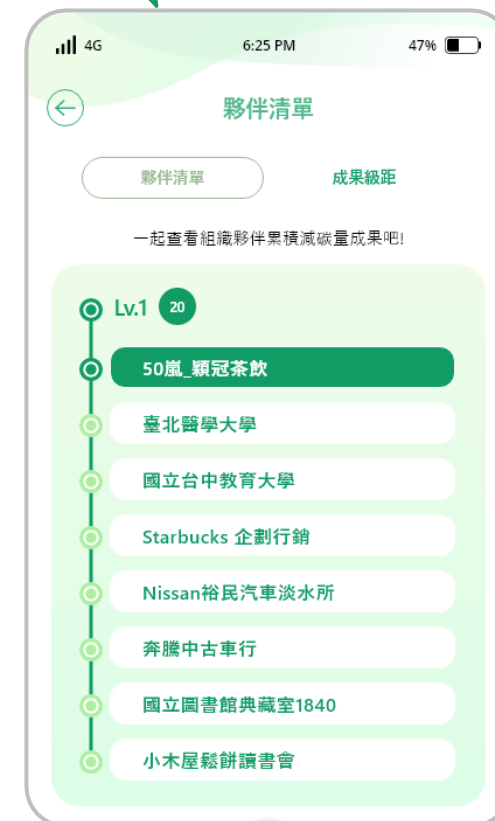 4G 6:25 PM 47%
夥伴清單
夥伴清單 成果級距
一起查看組織夥伴累積減碳量成果吧!
Lv.1 20
50嵐_穎冠茶飲
臺北醫學大學
國立台中教育大學
Starbucks 企劃行銷
Nissan裕民汽車淡水所
奔騰中古車行
國立圖書館典藏室1840
小木屋鬆餅讀書會